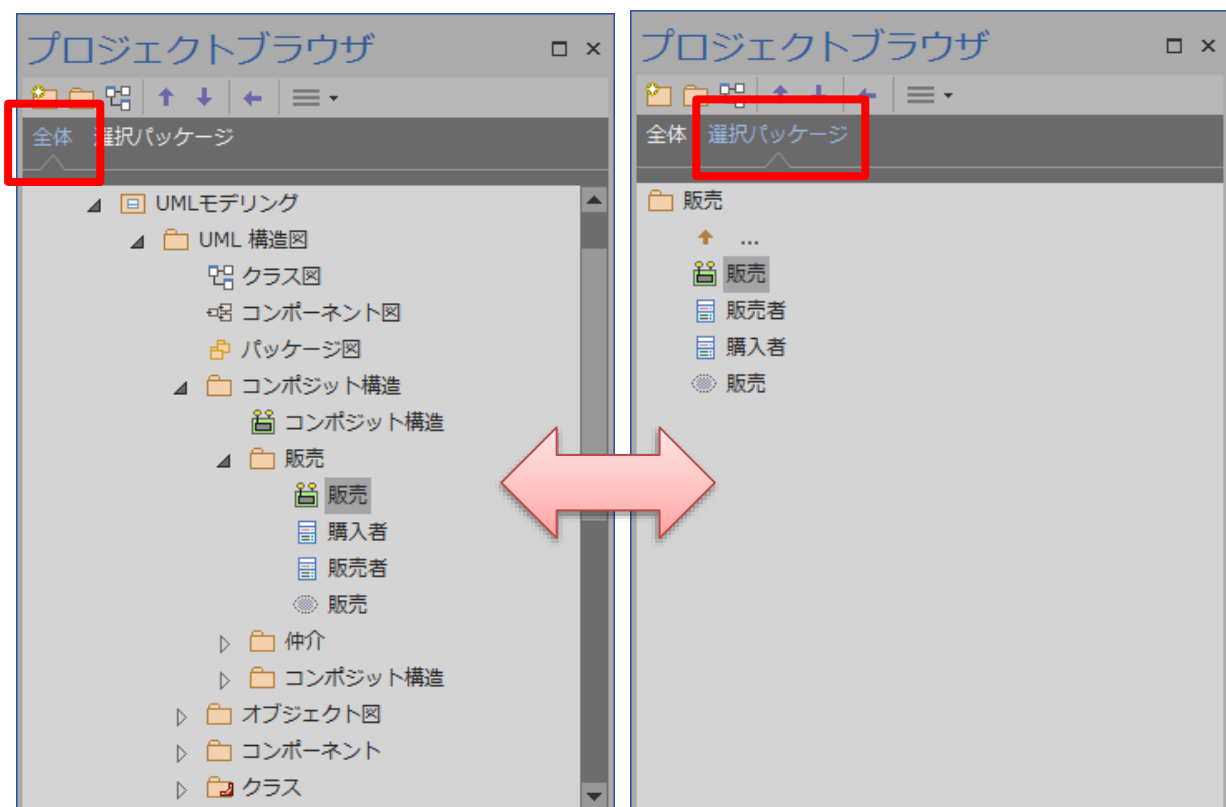 プロジェクトブラウザ
全体 選択パッケージ
UMLモデリング
UML 構造図
クラス図
コンポーネント図
パッケージ図
コンポジット構造
コンポジット構造
販売
販売
購入者
販売者
販売
仲介
コンポジット構造
オブジェクト図
コンポーネント
クラス
プロジェクトブラウザ
全体 選択パッケージ
販売
...
販売
販売者
購入者
販売